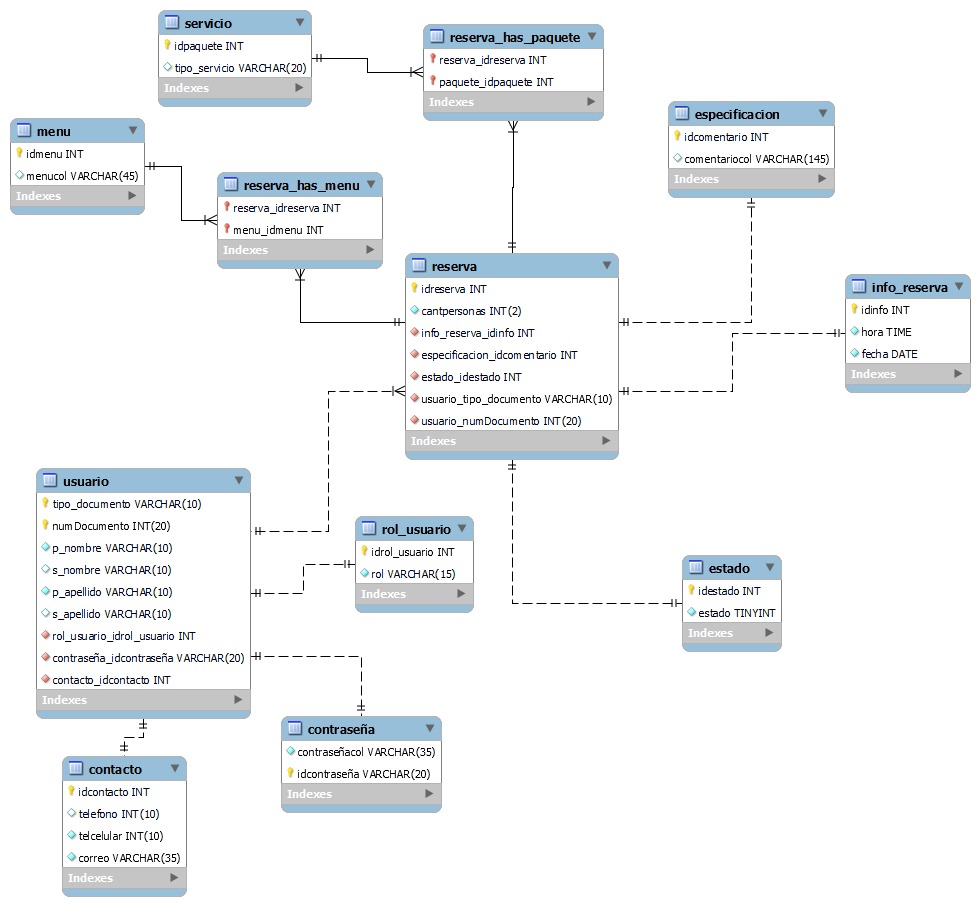 servicio
idpaquete INT
tipo_servicio VARCHAR(20)
Indexes
reserva_has_paquete
reserva_idreserva INT
paquete_idpaquete INT
Indexes
especificacion
idcomentario INT
comentariocol VARCHAR(145)
Indexes
menu
idmenu INT
menucol VARCHAR(45)
Indexes
reserva_has_menu
reserva_idreserva INT
menu_idmenu INT
Indexes
reserva
idreserva INT
cantpersonas INT(2)
info_reserva_idinfo INT
especificacion_idcomentario INT
estado_idestado INT
usuario_tipo_documento VARCHAR(10)
usuario_numDocumento INT(20)
Indexes
info_reserva
idinfo INT
hora TIME
fecha DATE
Indexes
usuario
tipo_documento VARCHAR(10)
numDocumento INT(20)
p_nombre VARCHAR(10)
s_nombre VARCHAR(10)
p_apellido VARCHAR(10)
s_apellido VARCHAR(10)
rol_usuario_idrol_usuario INT
contraseña_idcontraseña VARCHAR(20)
contacto_idcontacto INT
Indexes
rol_usuario
idrol_usuario INT
rol VARCHAR(15)
Indexes
estado
idestado INT
estado TINYINT
Indexes
contraseña
contraseñacol VARCHAR(35)
idcontraseña VARCHAR(20)
Indexes
contacto
idcontacto INT
telefono INT(10)
telcelular INT(10)
correo VARCHAR(35)
Indexes